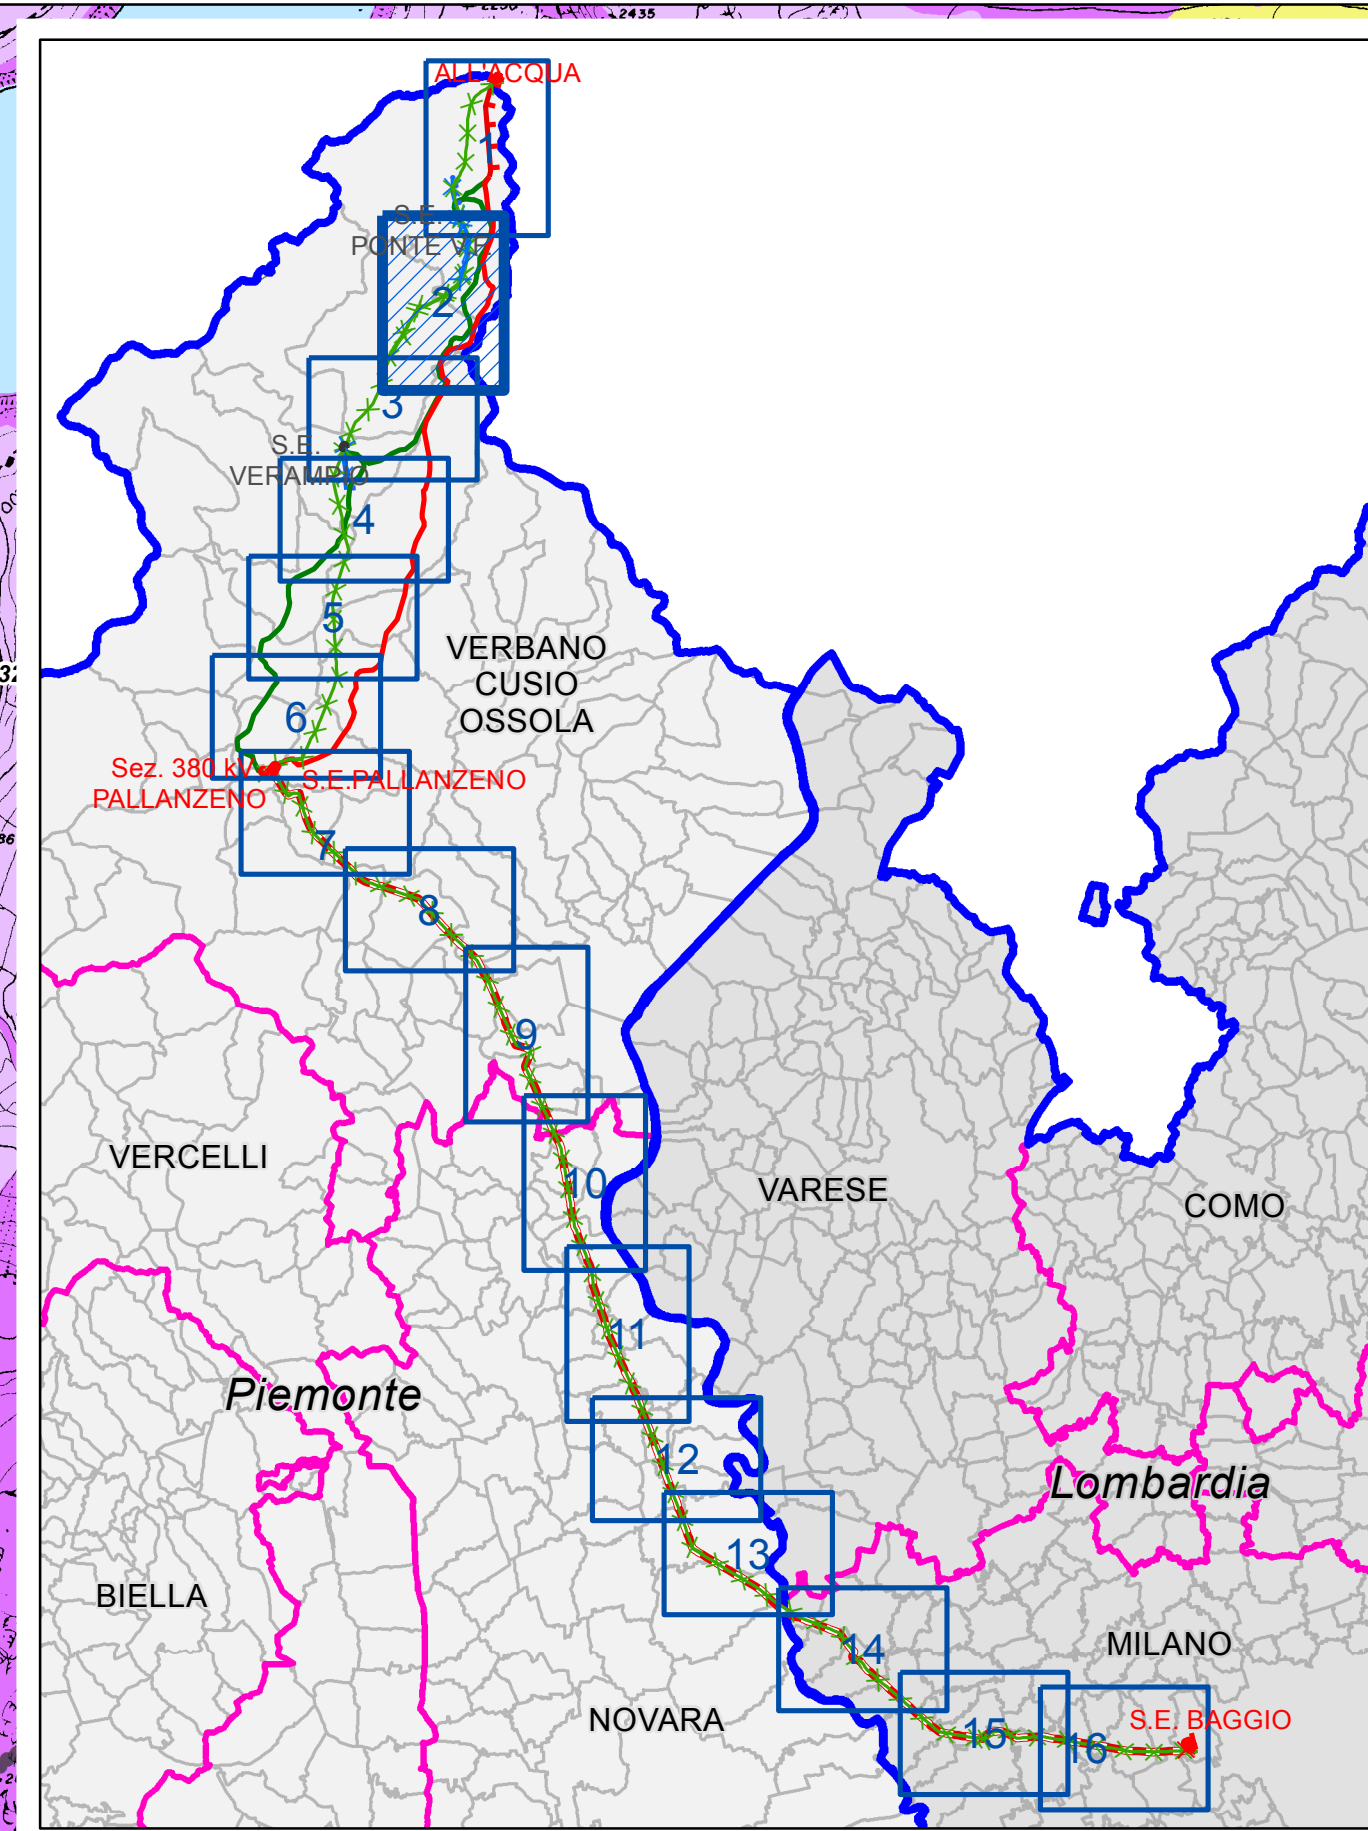 2435
ALL'ACQUA
1
S.E.
PONTE V.F.
2
3
S.E.
VERAMPIO
4
5
VERBANO
CUSIO
OSSOLA
6
Sez. 380 kV
PALLANZENO
S.E.PALLANZENO
7
8
9
VERCELLI
10
VARESE
COMO
11
Piemonte
12
Lombardia
13
BIELLA
14
MILANO
NOVARA
15
16
S.E. BAGGIO